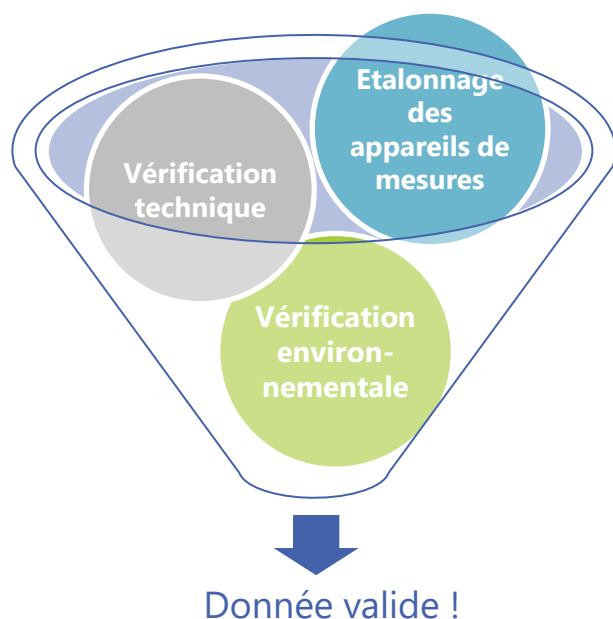 Etalonnage
des
appareils de
mesures
Vérification
technique
Vérification
environ-
nementale
Donnée valide !